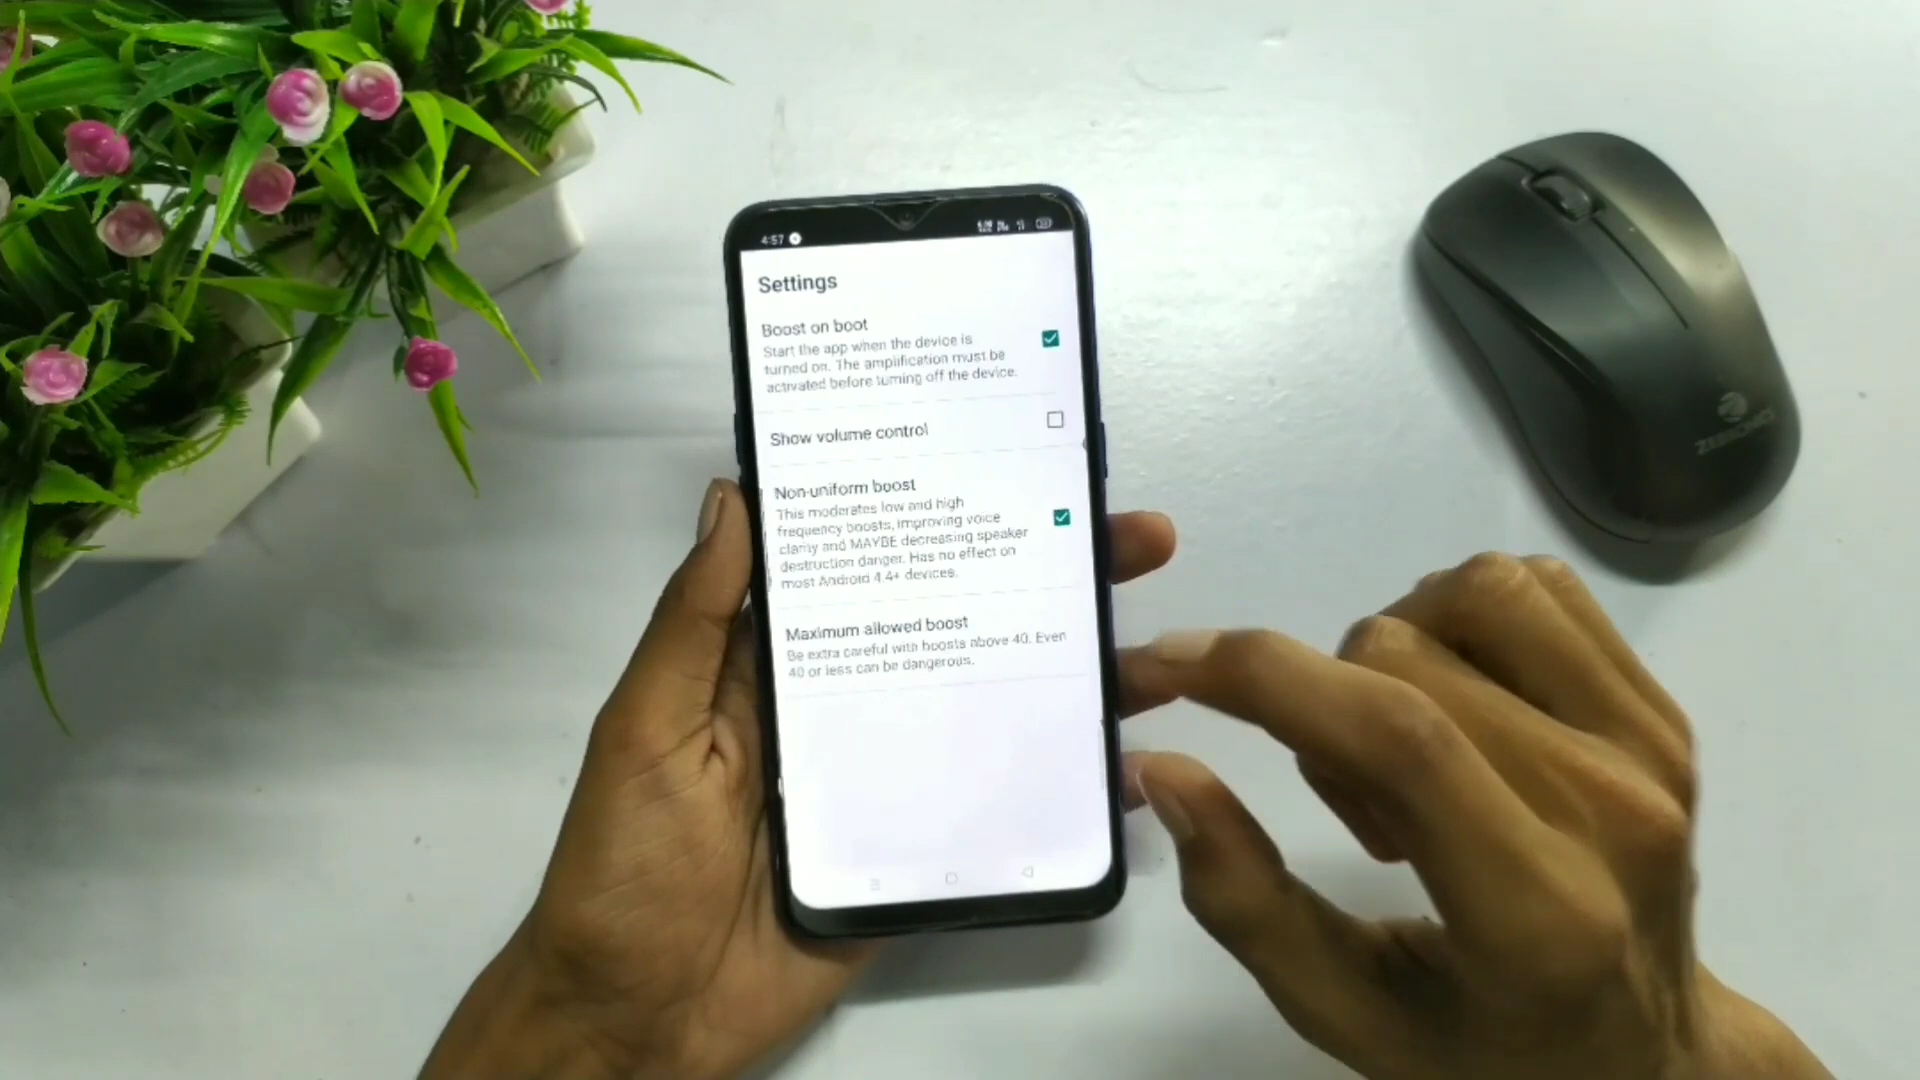 4:57
Settings
Boost on boot
Start the app when the device is
turned on. The amplification must be
activated before turning off the device.
Show volume control
Non-uniform boost
This moderates low and high
frequency boosts, improving voice
clarity and MAYBE decreasing speaker
destruction danger. Has no effect on
most Android 4.4+ devices.
Maximum allowed boost
Be extra careful with boosts above 40. Even
40 or less can be dangerous.
ZEBRONICS